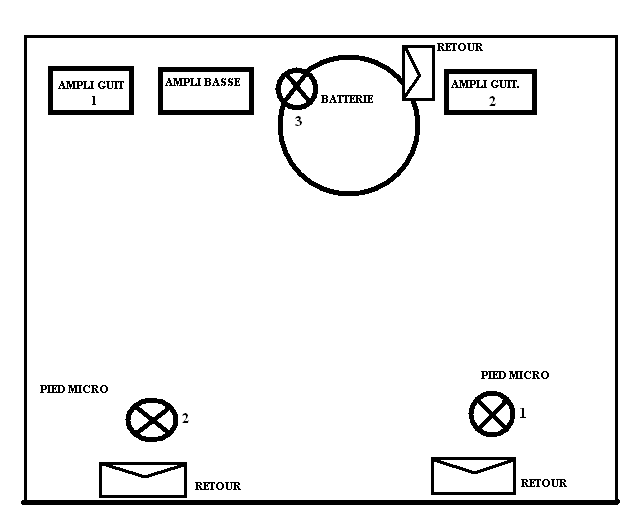 RETOUR
AMPLI GUIT
1
AMPLI BASSE
BATTERIE
3
AMPLI GUIT.
2
PIED MICRO
2
RETOUR
PIED MICRO
1
RETOUR